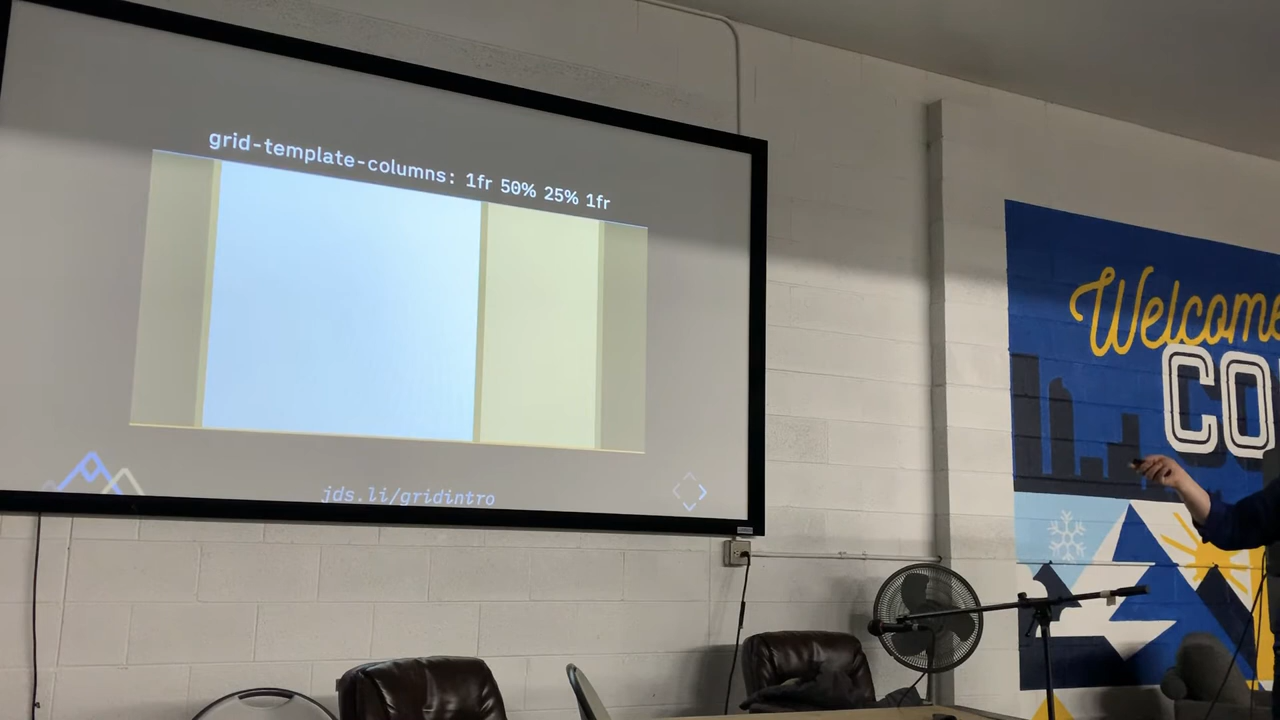 grid-template-columns: 1fr 50% 25% 1fr
jds.li/gridintro
Welcome
CO